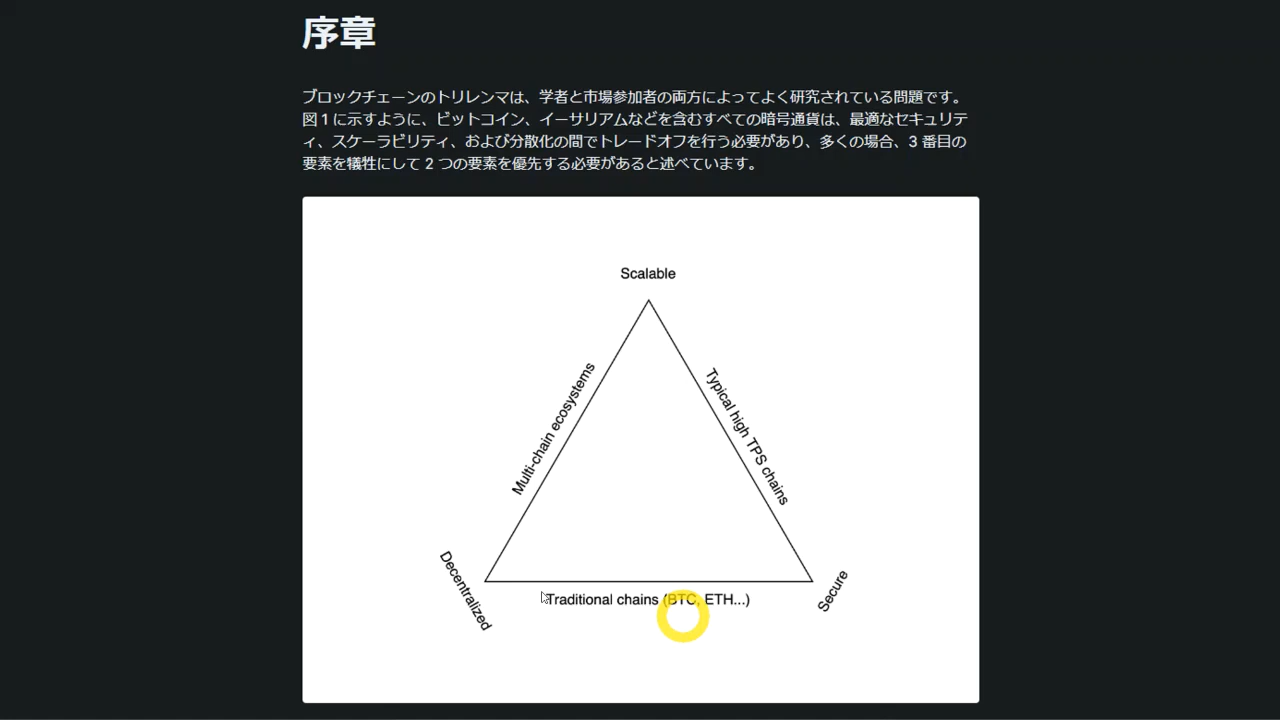 序章
ブロックチェーンのトリレンマは、学者と市場参加者の両方によってよく研究されている問題です。
図 1 に示すように、ビットコイン、イーサリアムなどを含むすべての暗号通貨は、最適なセキュリテ
ィ、スケーラビリティ、および分散化の間でトレードオフを行う必要があり、多くの場合、3 番目の
要素を犠牲にして 2 つの要素を優先する必要があると述べています。
Scalable
Multi-chain ecosystems
Typical high TPS chains
Decentralized
Traditional chains (BTC, ETH...)
Secure